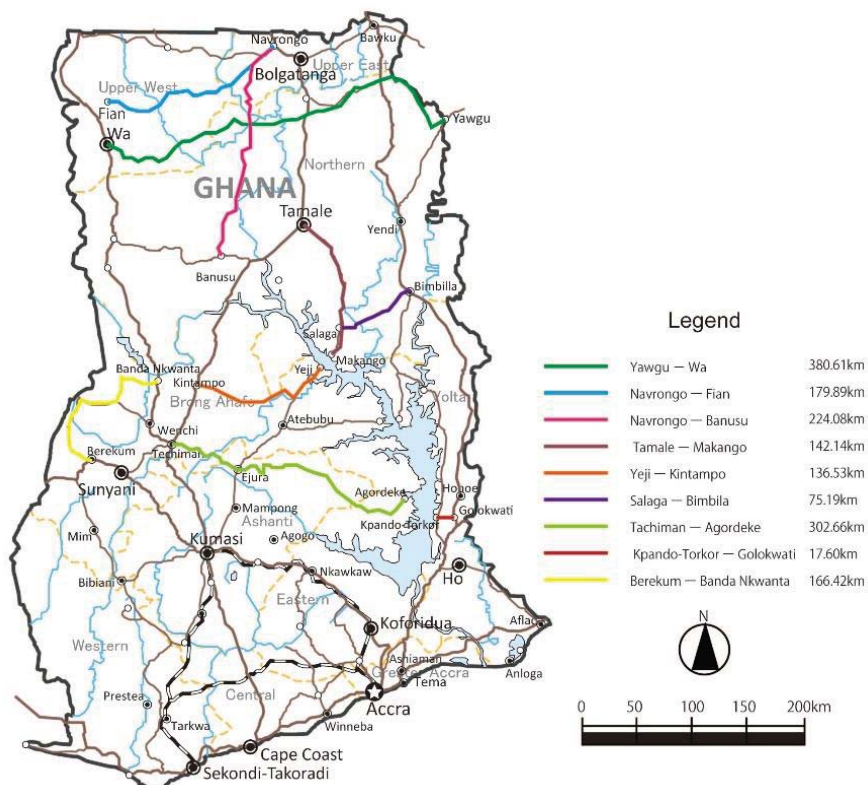 Navrongo
Bawku
Bolgatanga
Upper East
Upper West
Fian
Wa
Yawgu
Northern
GHANA
Tamale
Yendi
Banusu
Bimbilla
Salaga
Makango
Banda Nkwanta
Yeji
Kintampo
Brong Ahafo
Volta
Atebubu
Wenchi
Techiman
Berekum
Sunyani
Ejura
Agordeke
Hohoe
Mampong
Kpando-Torkor
Golokwati
Ashanti
Mim
Agogo
Kumasi
Nkawkaw
Ho
Bibiani
Eastern
Koforidua
Afla
Western
Ashiaman
Greater Accra
Anloga
Tema
Central
Prestea
Accra
Winneba
Tarkwa
Cape Coast
Sekondi-Takoradi
Legend
Yawgu — Wa 380.61km
Navrongo — Fian 179.89km
Navrongo — Banusu 224.08km
Tamale — Makango 142.14km
Yeji — Kintampo 136.53km
Salaga — Bimbila 75.19km
Tachiman — Agordeke 302.66km
Kpando-Torkor — Golokwati 17.60km
Berekum — Banda Nkwanta 166.42km
N
0 50 100 150 200km